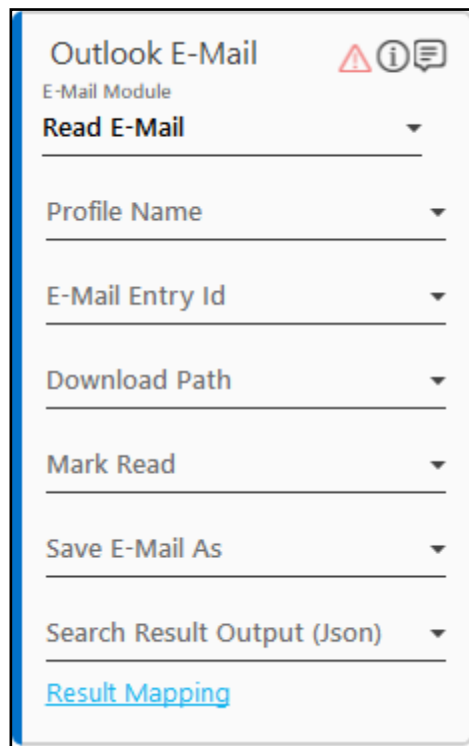 Outlook E-Mail
E-Mail Module
Read E-Mail
Profile Name
E-Mail Entry Id
Download Path
Mark Read
Save E-Mail As
Search Result Output (Json)
Result Mapping